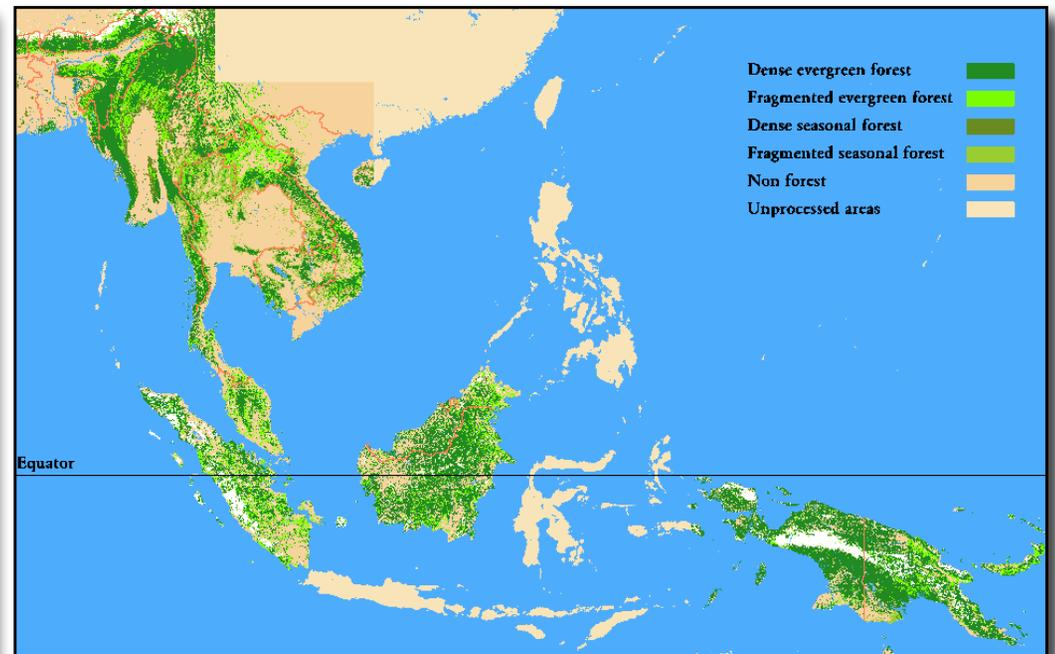 Dense evergreen forest
Fragmented evergreen forest
Dense seasonal forest
Fragmented seasonal forest
Non forest
Unprocessed areas
Equator